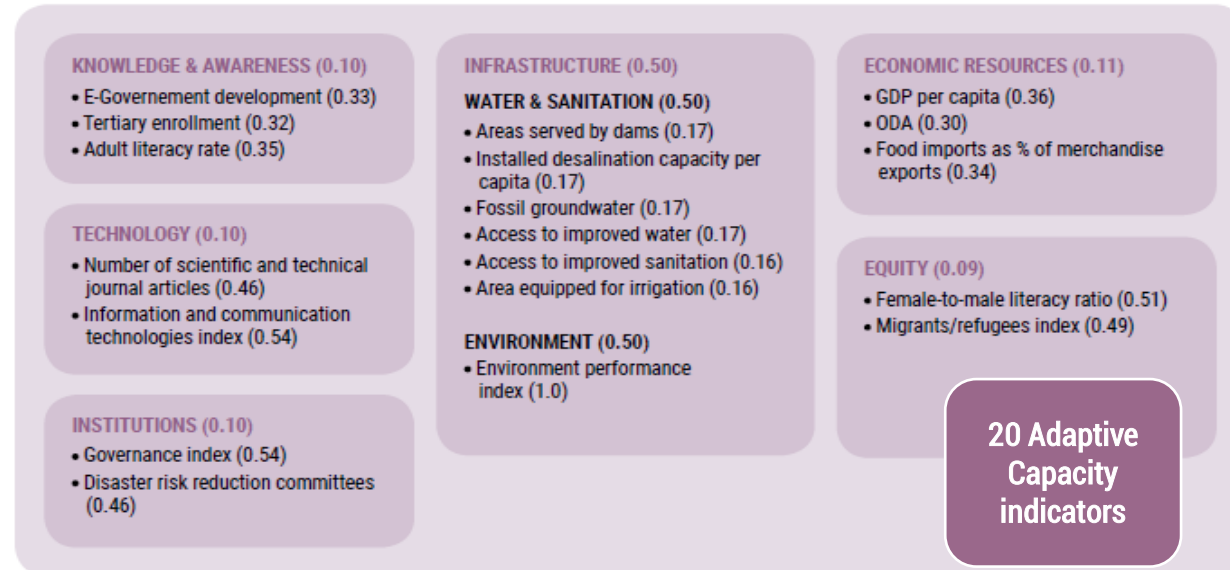 KNOWLEDGE & AWARENESS (0.10)
• E-Governement development (0.33)
• Tertiary enrollment (0.32)
• Adult literacy rate (0.35)
TECHNOLOGY (0.10)
• Number of scientific and technical
journal articles (0.46)
• Information and communication
technologies index (0.54)
INSTITUTIONS (0.10)
• Governance index (0.54)
• Disaster risk reduction committees
(0.46)
INFRASTRUCTURE (0.50)
WATER & SANITATION (0.50)
• Areas served by dams (0.17)
• Installed desalination capacity per
capita (0.17)
• Fossil groundwater (0.17)
• Access to improved water (0.17)
• Access to improved sanitation (0.16)
• Area equipped for irrigation (0.16)
ENVIRONMENT (0.50)
• Environment performance
index (1.0)
ECONOMIC RESOURCES (0.11)
• GDP per capita (0.36)
• ODA (0.30)
• Food imports as % of merchandise
exports (0.34)
EQUITY (0.09)
• Female-to-male literacy ratio (0.51)
• Migrants/refugees index (0.49)
20 Adaptive
Capacity
indicators